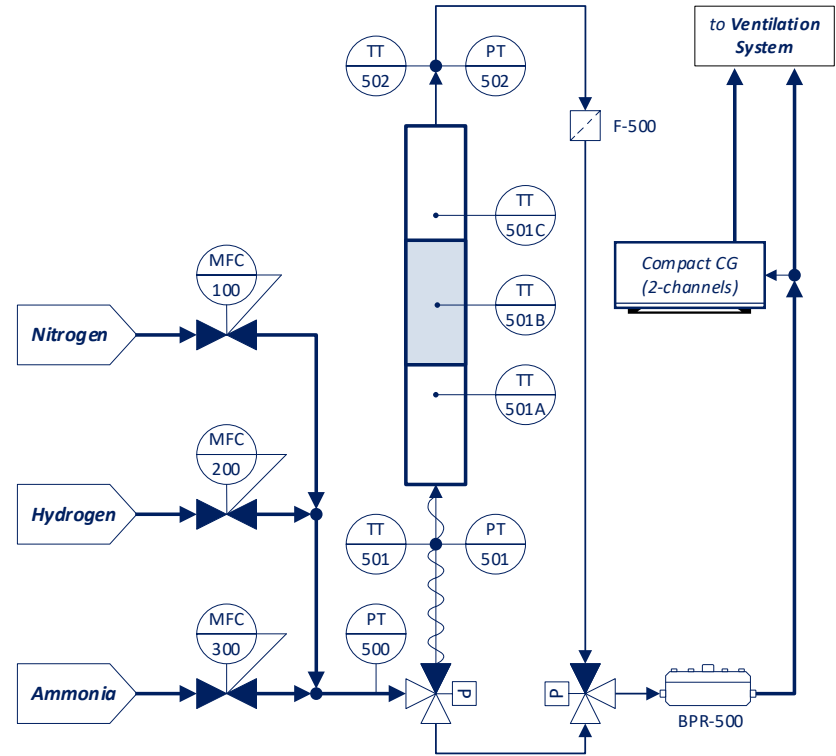 to Ventilation
System
TT
502
PT
502
F-500
TT
501C
MFC
100
Compact CG
(2-channels)
TT
501B
Nitrogen
TT
501A
MFC
200
Hydrogen
TT
501
PT
501
MFC
300
PT
500
Ammonia
P
P
BPR-500